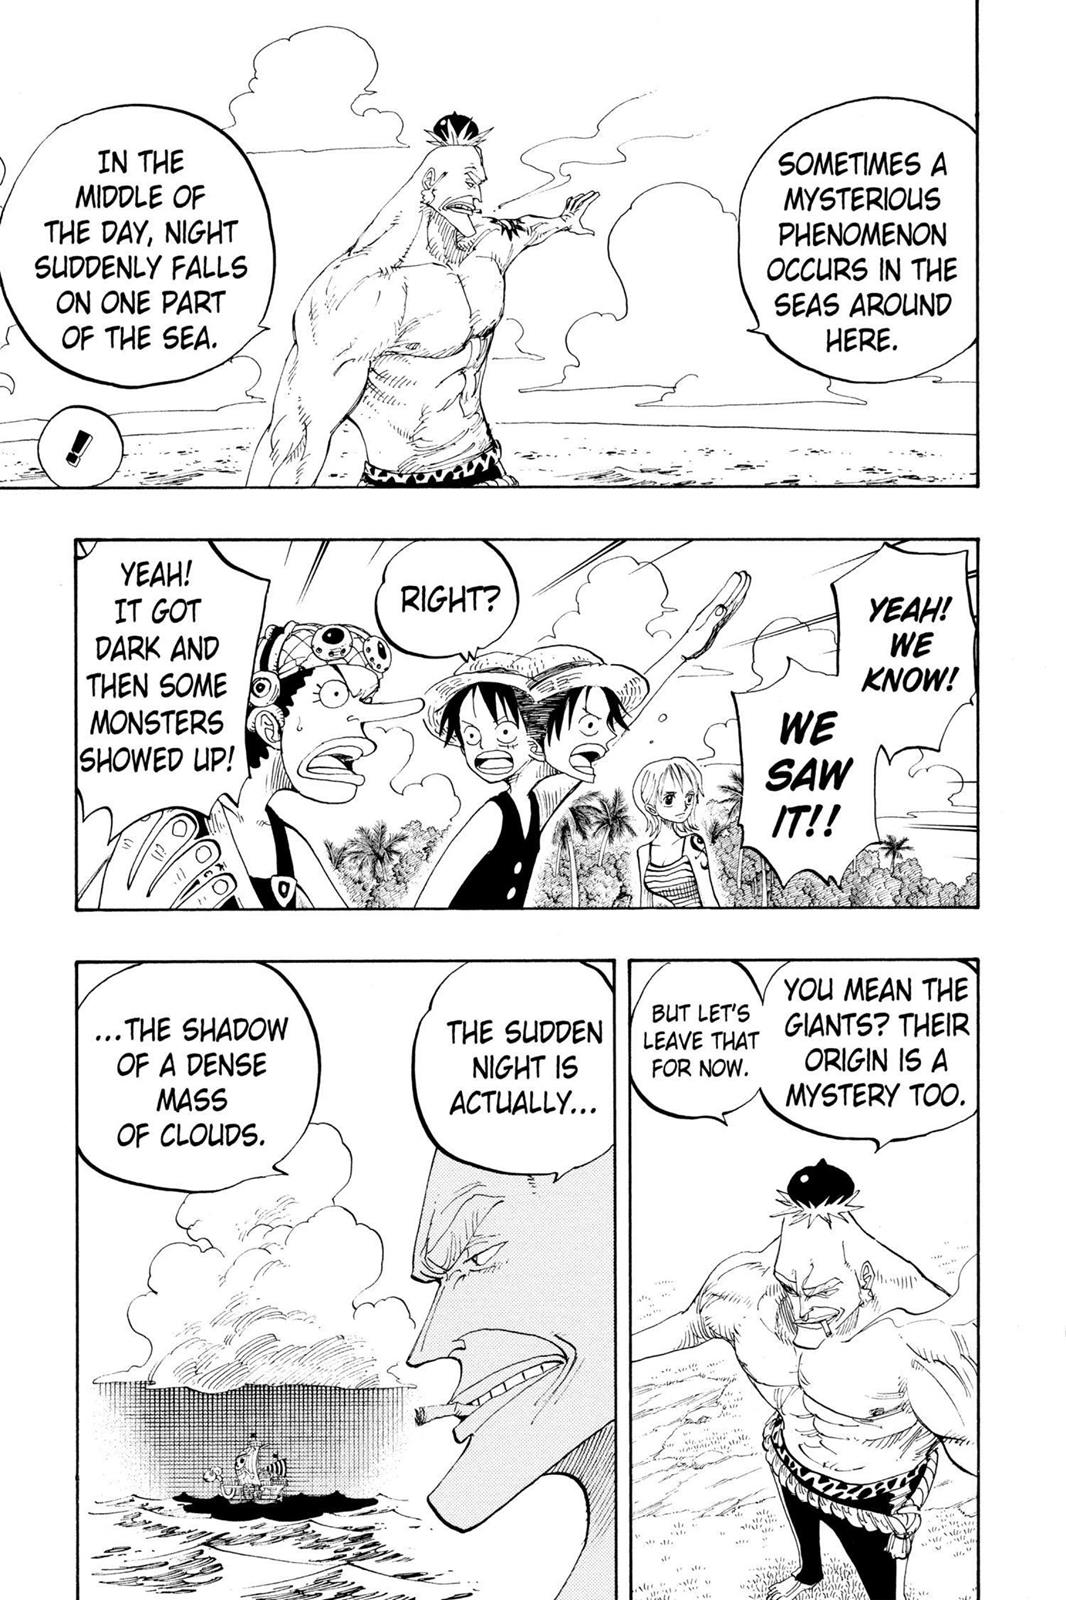 SOMETIMES A
MYSTERIOUS
PHENOMENON
OCCURS IN THE
SEAS AROUND
HERE.
IN THE
MIDDLE OF
THE DAY, NIGHT
SUDDENLY FALLS
ON ONE PART
OF THE SEA.
!
YEAH!
WE
KNOW!
WE
SAW
IT!!
RIGHT?
YEAH!
IT GOT
DARK AND
THEN SOME
MONSTERS
SHOWED UP!
YOU MEAN THE
GIANTS? THEIR
ORIGIN IS A
MYSTERY TOO.
BUT LET'S
LEAVE THAT
FOR NOW.
THE SUDDEN
NIGHT IS
ACTUALLY...
...THE SHADOW
OF A DENSE
MASS
OF CLOUDS.